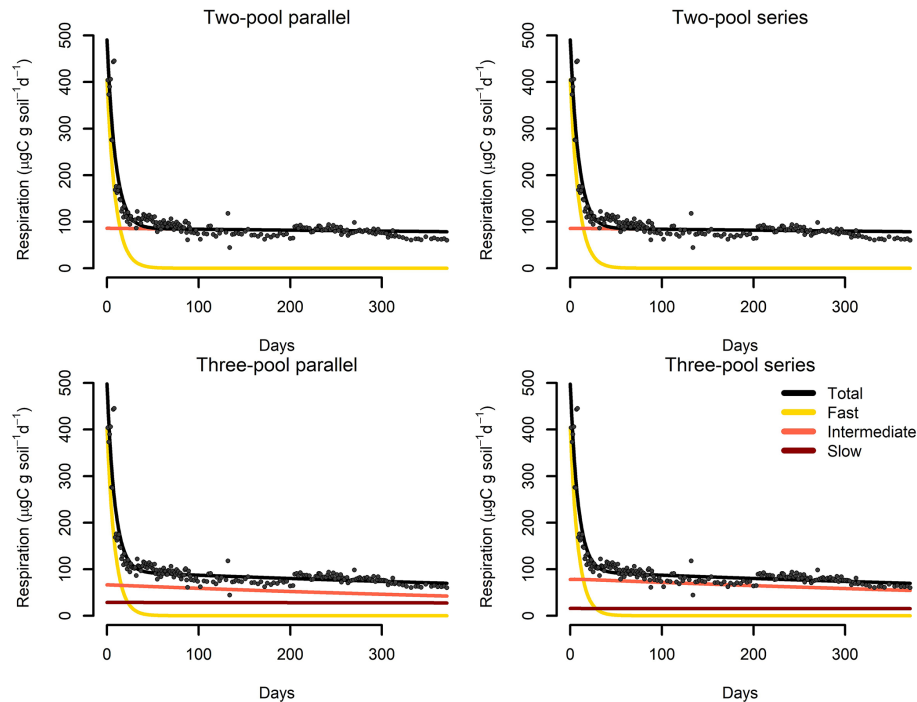 Two-pool parallel
Respiration (μgC g soil⁻¹d⁻¹)
500
400
300
200
100
0
0 100 200 300
Days
Two-pool series
Respiration (μgC g soil⁻¹d⁻¹)
500
400
300
200
100
0
0 100 200 300
Days
Three-pool parallel
Respiration (μgC g soil⁻¹d⁻¹)
500
400
300
200
100
0
0 100 200 300
Days
Three-pool series
Respiration (μgC g soil⁻¹d⁻¹)
500
400
300
200
100
0
Total
Fast
Intermediate
Slow
0 100 200 300
Days